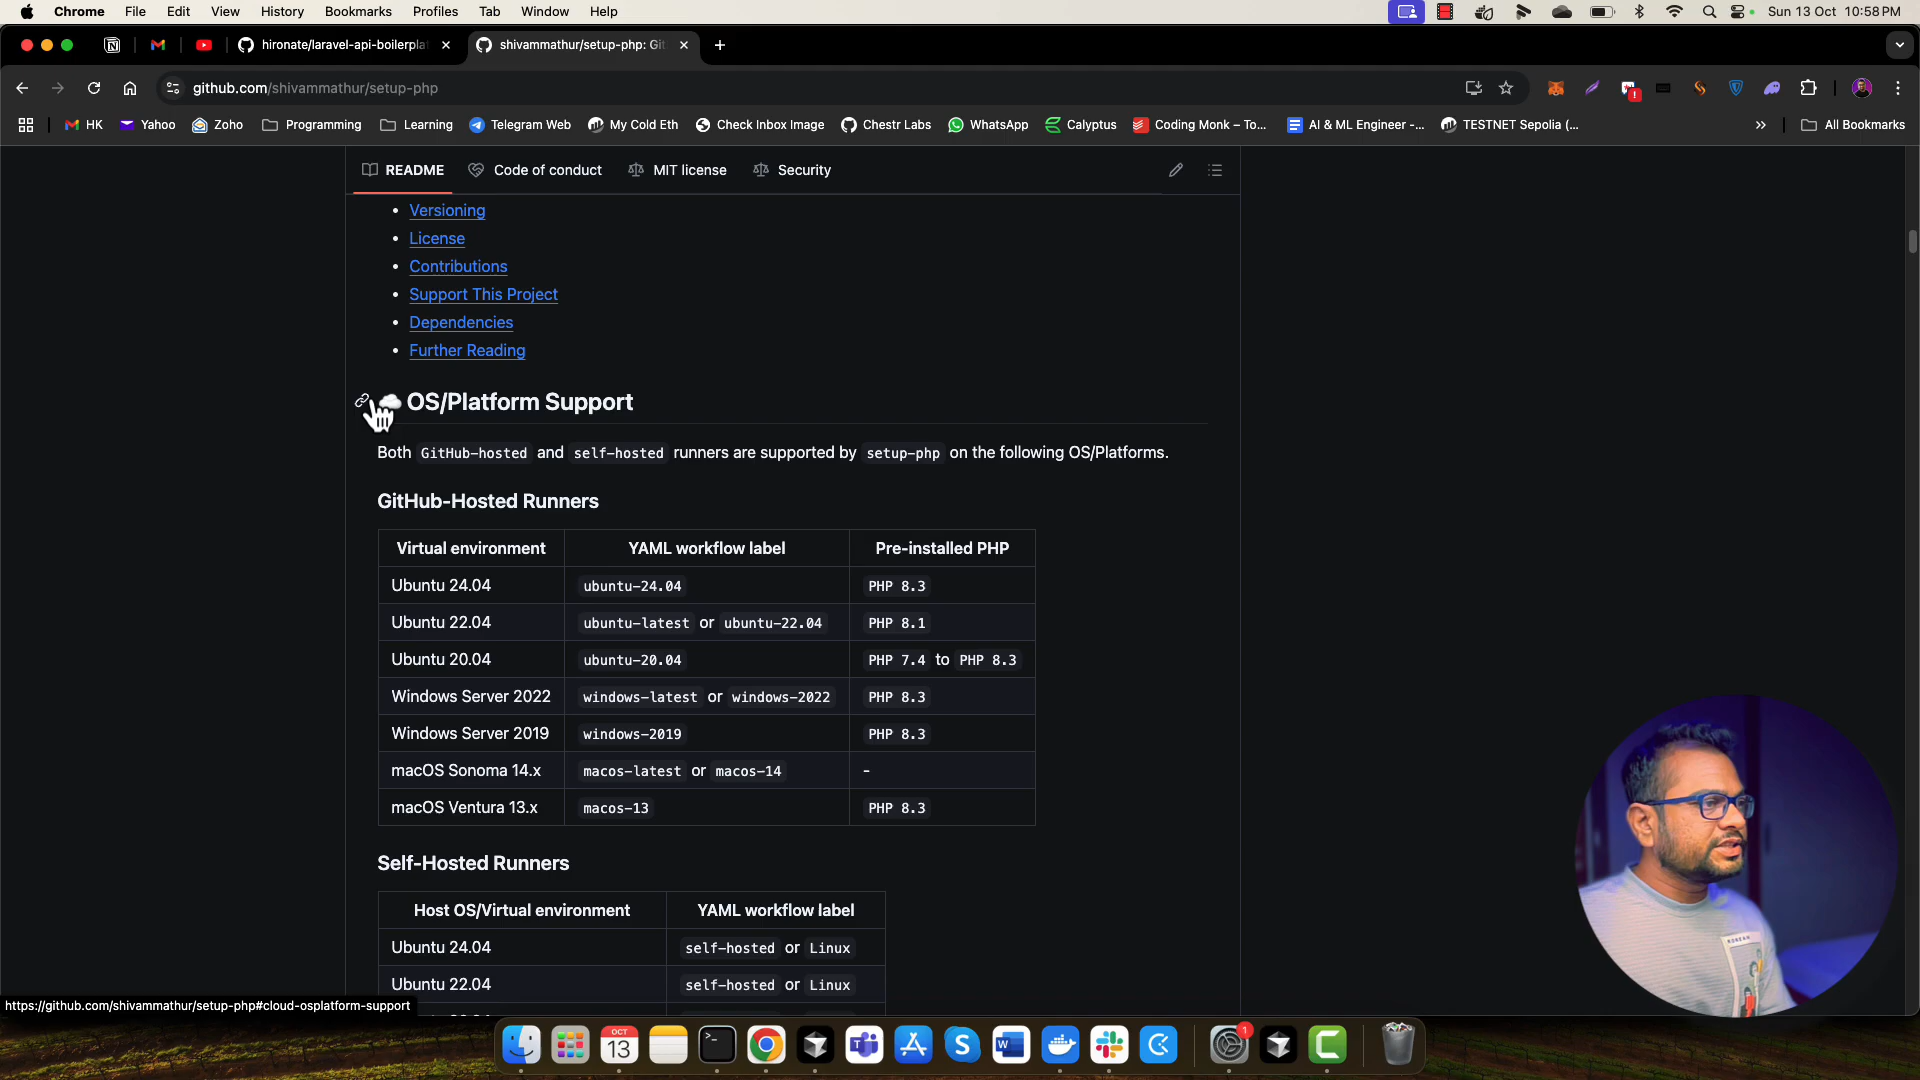 Chrome File Edit View History Bookmarks Profiles Tab Window Help Sun 13 Oct 10:58 PM
hironate/laravel-api-boilerplat shivammathur/setup-php: Git
github.com/shivammathur/setup-php
HK Yahoo Zoho Programming Learning Telegram Web My Cold Eth Check Inbox Image Chestr Labs WhatsApp Calyptus Coding Monk – To... AI & ML Engineer -... TESTNET Sepolia (... » All Bookmarks
README Code of conduct MIT license Security
Versioning
License
Contributions
Support This Project
Dependencies
Further Reading
OS/Platform Support
Both GitHub-hosted and self-hosted runners are supported by setup-php on the following OS/Platforms.
GitHub-Hosted Runners
Virtual environment YAML workflow label Pre-installed PHP
Ubuntu 24.04 ubuntu-24.04 PHP 8.3
Ubuntu 22.04 ubuntu-latest or ubuntu-22.04 PHP 8.1
Ubuntu 20.04 ubuntu-20.04 PHP 7.4 to PHP 8.3
Windows Server 2022 windows-latest or windows-2022 PHP 8.3
Windows Server 2019 windows-2019 PHP 8.3
macOS Sonoma 14.x macos-latest or macos-14 -
macOS Ventura 13.x macos-13 PHP 8.3
Self-Hosted Runners
Host OS/Virtual environment YAML workflow label
Ubuntu 24.04 self-hosted or Linux
Ubuntu 22.04 self-hosted or Linux
https://github.com/shivammathur/setup-php#cloud-osplatform-support
OCT
13
1